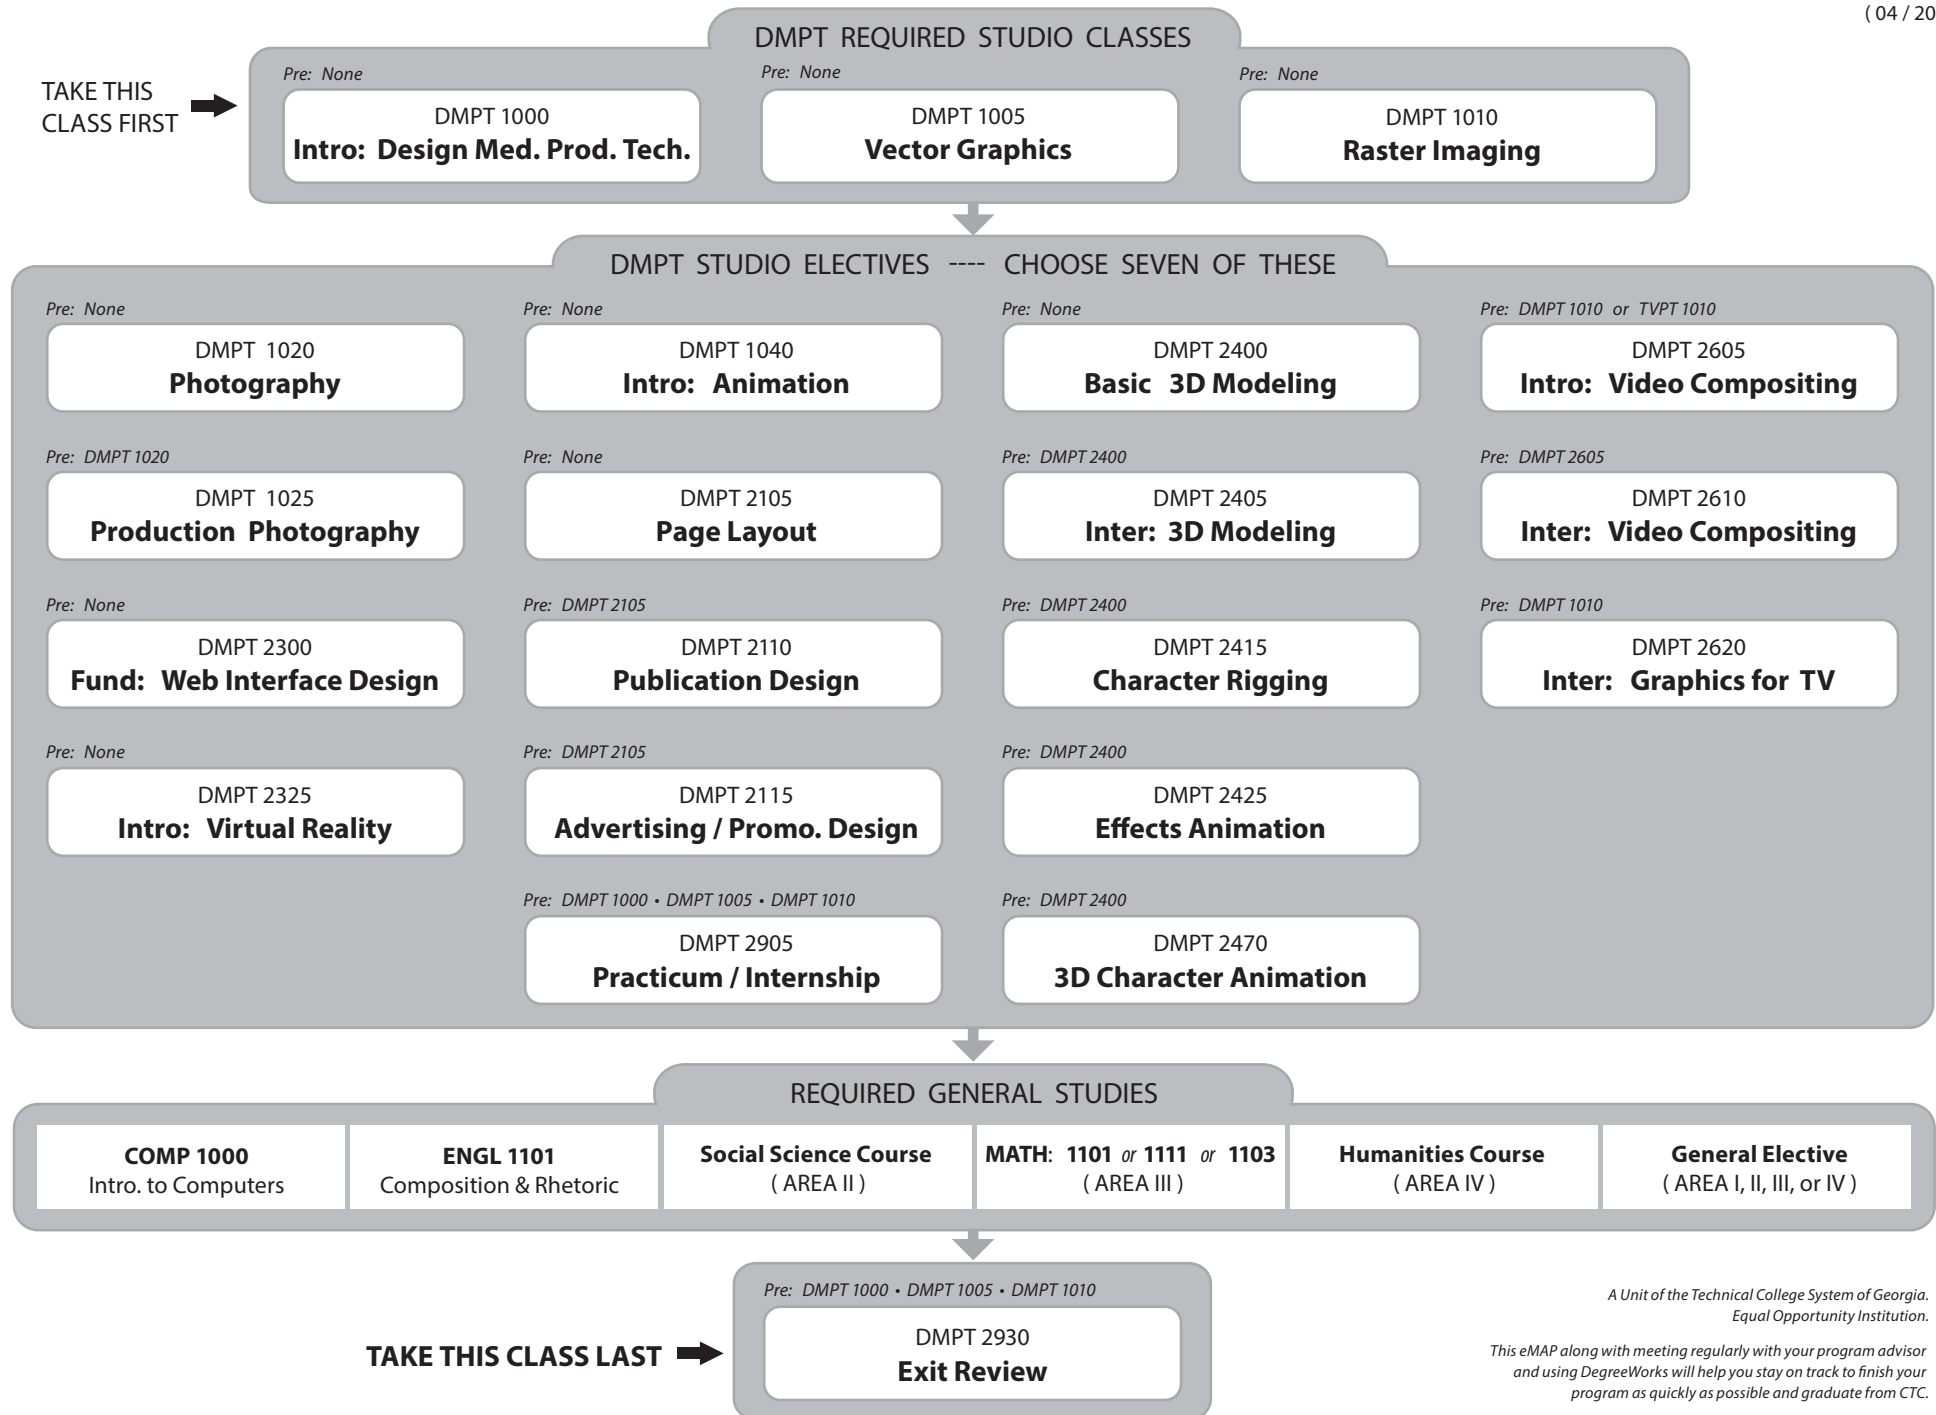 ( 04 / 20
DMPT REQUIRED STUDIO CLASSES
TAKE THIS
CLASS FIRST
Pre: None
DMPT 1000
Intro: Design Med. Prod. Tech.
Pre: None
DMPT 1005
Vector Graphics
Pre: None
DMPT 1010
Raster Imaging
DMPT STUDIO ELECTIVES ---- CHOOSE SEVEN OF THESE
Pre: None
DMPT 1020
Photography
Pre: None
DMPT 1040
Intro: Animation
Pre: None
DMPT 2400
Basic 3D Modeling
Pre: DMPT 1010 or TVPT 1010
DMPT 2605
Intro: Video Compositing
Pre: DMPT 1020
DMPT 1025
Production Photography
Pre: None
DMPT 2105
Page Layout
Pre: DMPT 2400
DMPT 2405
Inter: 3D Modeling
Pre: DMPT 2605
DMPT 2610
Inter: Video Compositing
Pre: None
DMPT 2300
Fund: Web Interface Design
Pre: DMPT 2105
DMPT 2110
Publication Design
Pre: DMPT 2400
DMPT 2415
Character Rigging
Pre: DMPT 1010
DMPT 2620
Inter: Graphics for TV
Pre: None
DMPT 2325
Intro: Virtual Reality
Pre: DMPT 2105
DMPT 2115
Advertising / Promo. Design
Pre: DMPT 2400
DMPT 2425
Effects Animation
Pre: DMPT 1000 • DMPT 1005 • DMPT 1010
DMPT 2905
Practicum / Internship
Pre: DMPT 2400
DMPT 2470
3D Character Animation
REQUIRED GENERAL STUDIES
COMP 1000
Intro. to Computers
ENGL 1101
Composition & Rhetoric
Social Science Course
( AREA II )
MATH: 1101 or 1111 or 1103
( AREA III )
Humanities Course
( AREA IV )
General Elective
( AREA I, II, III, or IV )
TAKE THIS CLASS LAST
Pre: DMPT 1000 • DMPT 1005 • DMPT 1010
DMPT 2930
Exit Review
A Unit of the Technical College System of Georgia.
Equal Opportunity Institution.
This eMAP along with meeting regularly with your program advisor
and using DegreeWorks will help you stay on track to finish your
program as quickly as possible and graduate from CTC.